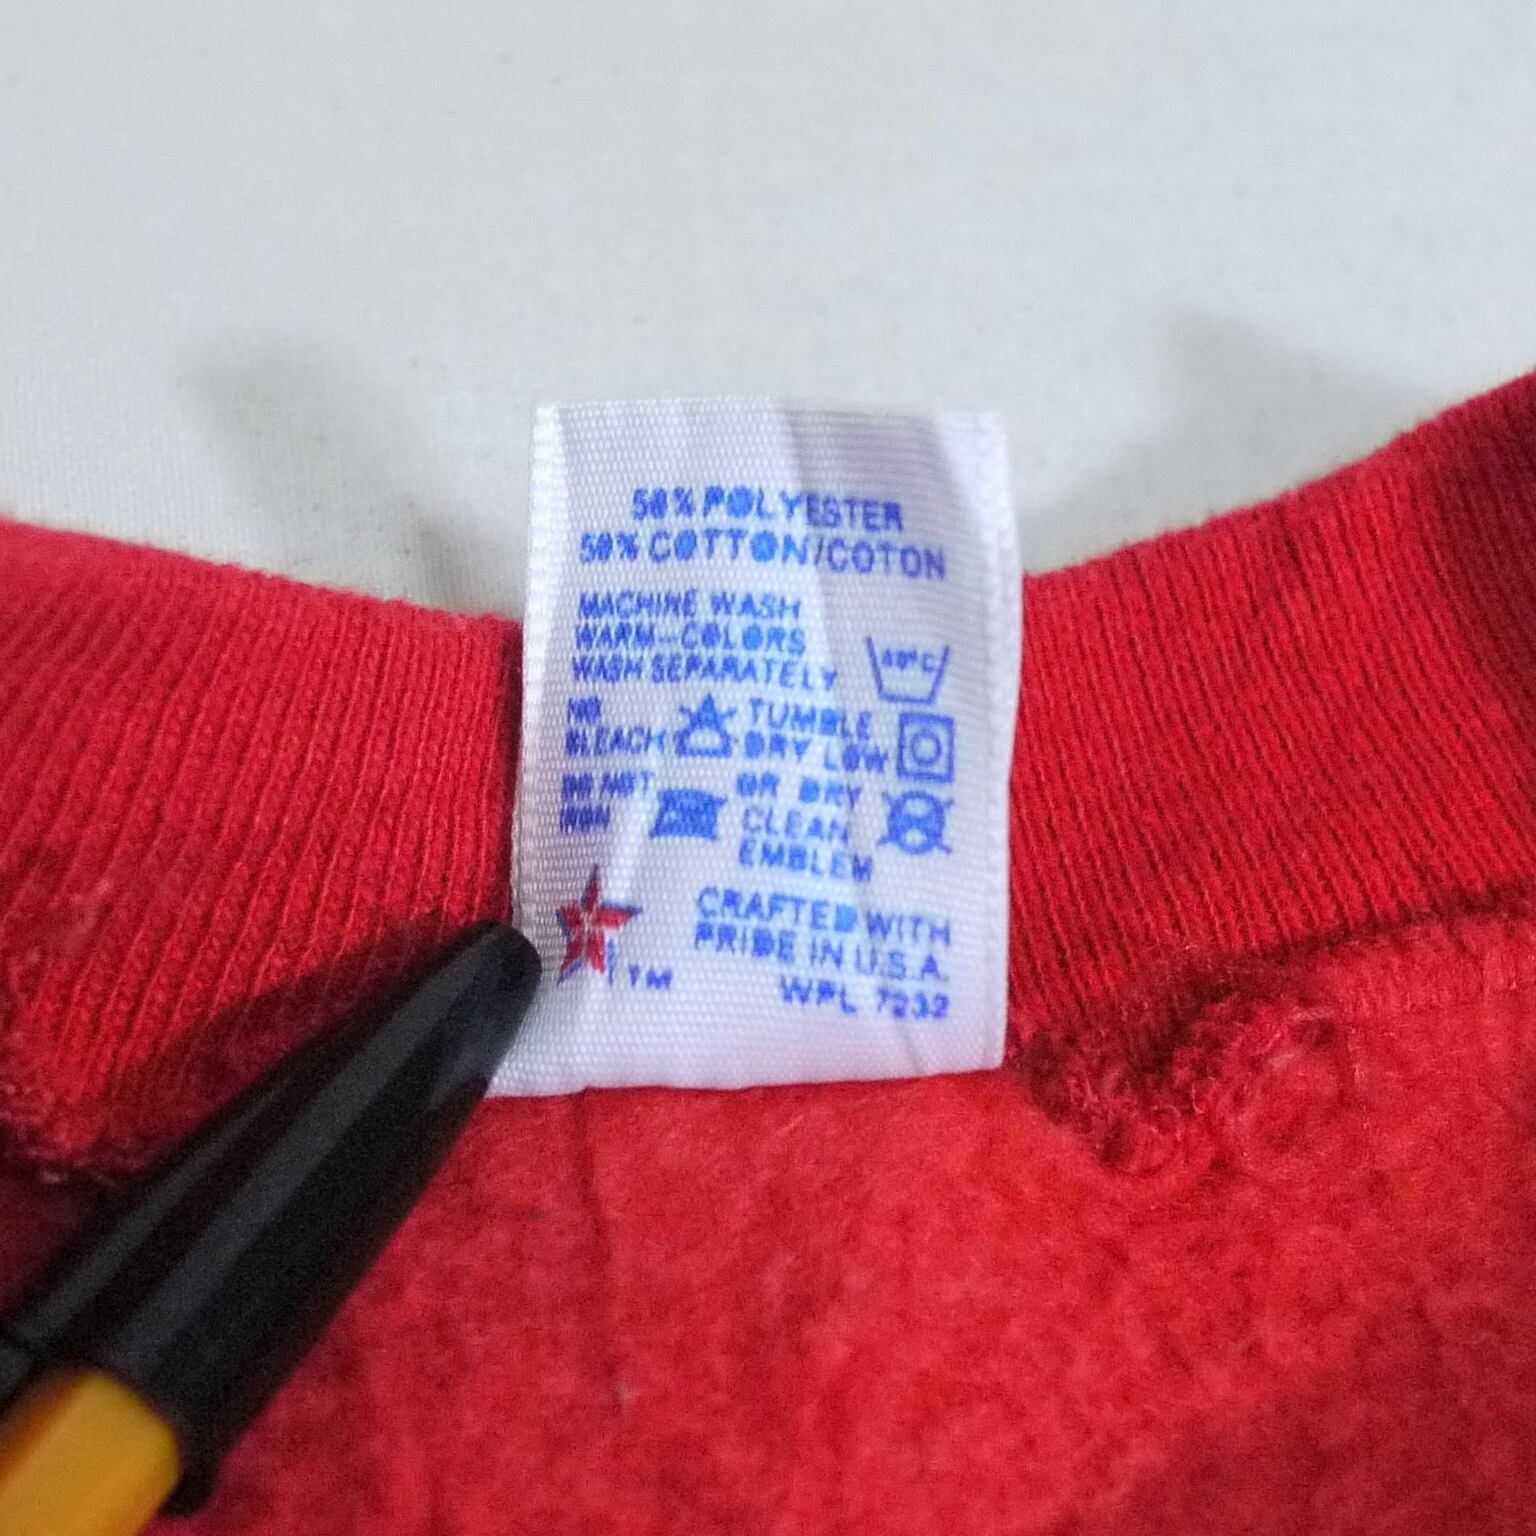 50% POLYESTER
50% COTTON/COTON
MACHINE WASH
WARM-COLORS
WASH SEPARATELY
40°C
NO
BLEACH
TUMBLE
DRY LOW
DO NOT
IRON
OR DRY
CLEAN
EMBLEM
CRAFTED WITH
PRIDE IN U.S.A.
TM
WPL 7232